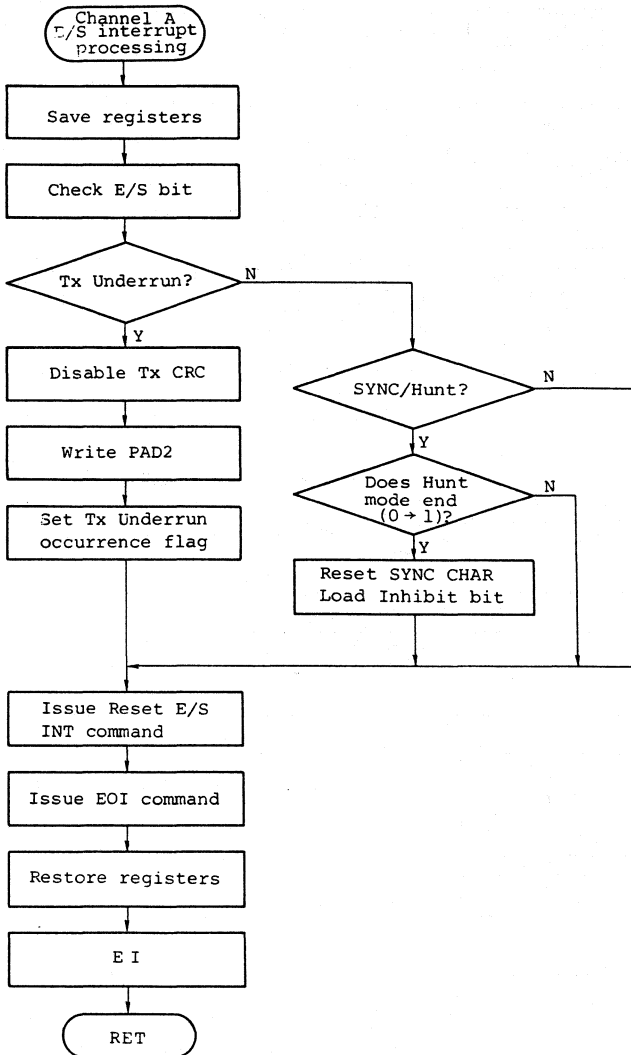 Channel A
E/S interrupt
processing
Save registers
Check E/S bit
Tx Underrun?
N
Y
Disable Tx CRC
SYNC/Hunt?
N
Y
Write PAD2
Does Hunt
mode end
(0 → 1)?
N
Y
Set Tx Underrun
occurrence flag
Reset SYNC CHAR
Load Inhibit bit
Issue Reset E/S
INT command
Issue EOI command
Restore registers
E I
RET